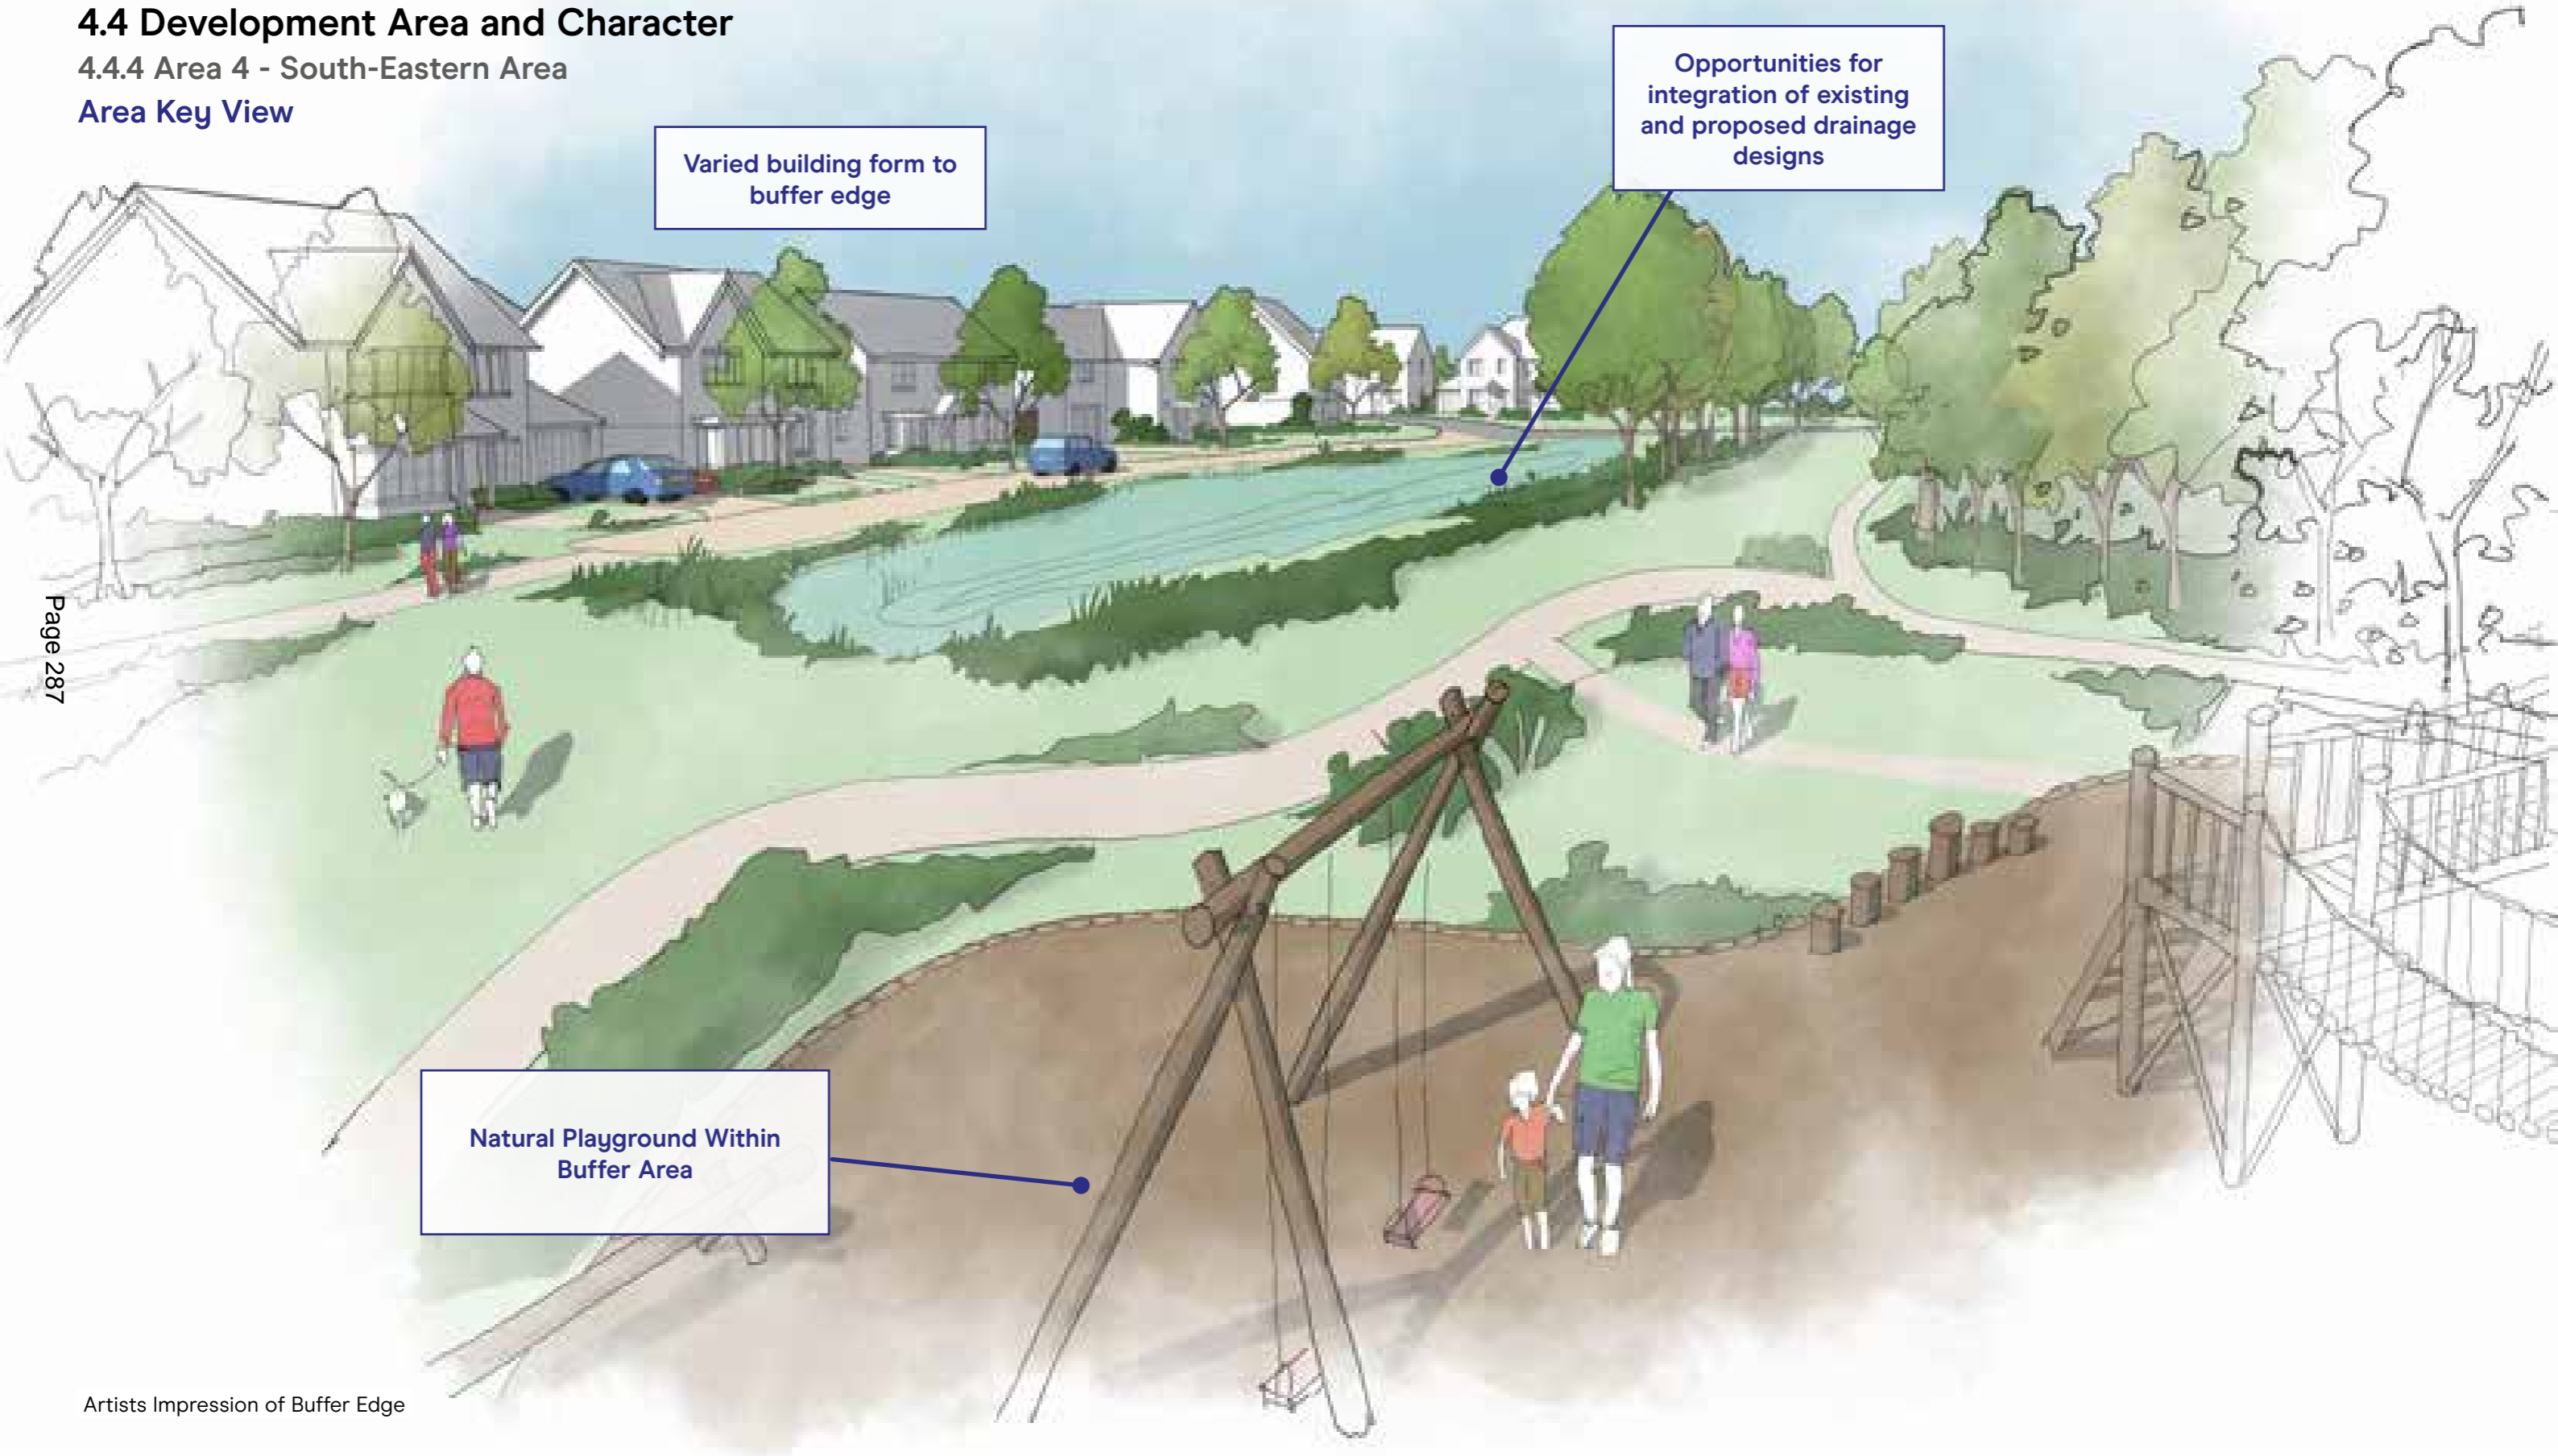 4.4 Development Area and Character
4.4.4 Area 4 - South-Eastern Area
Area Key View
Opportunities for
integration of existing
and proposed drainage
designs
Varied building form to
buffer edge
Page 287
Natural Playground Within
Buffer Area
Artists Impression of Buffer Edge